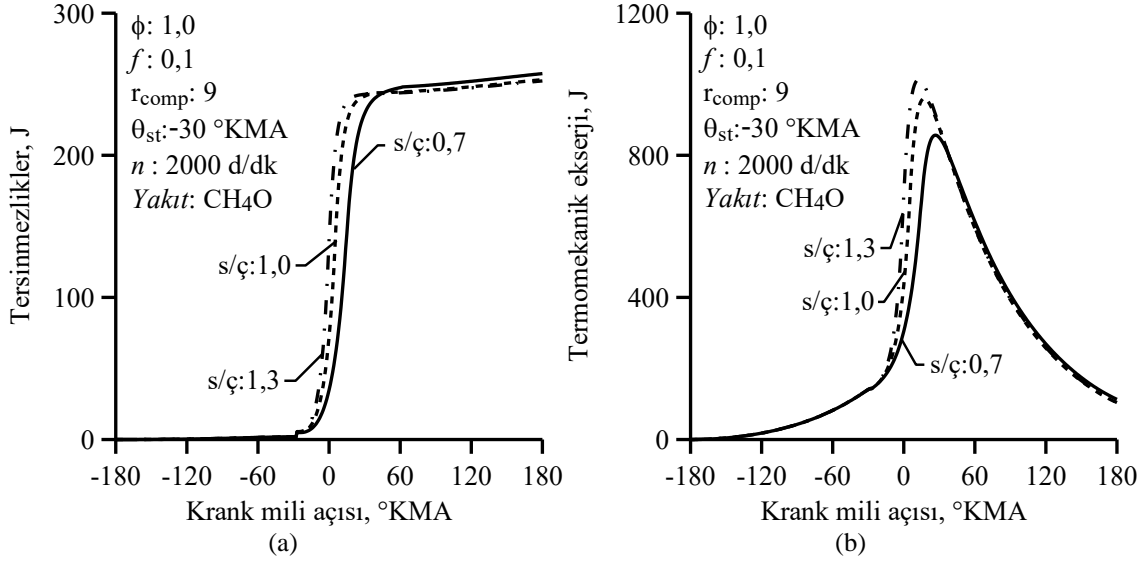 300
200
100
0
Tersinmezlikler, J
ϕ: 1,0
f : 0,1
r_comp: 9
θ_st:-30 °KMA
n : 2000 d/dk
Yakıt: CH₄O
s/ç:0,7
s/ç:1,0
s/ç:1,3
-180 -120 -60 0 60 120 180
Krank mili açısı, °KMA
(a)
1200
800
400
0
Termomekanik ekserji, J
ϕ: 1,0
f : 0,1
r_comp: 9
θ_st:-30 °KMA
n : 2000 d/dk
Yakıt: CH₄O
s/ç:1,3
s/ç:1,0
s/ç:0,7
-180 -120 -60 0 60 120 180
Krank mili açısı, °KMA
(b)